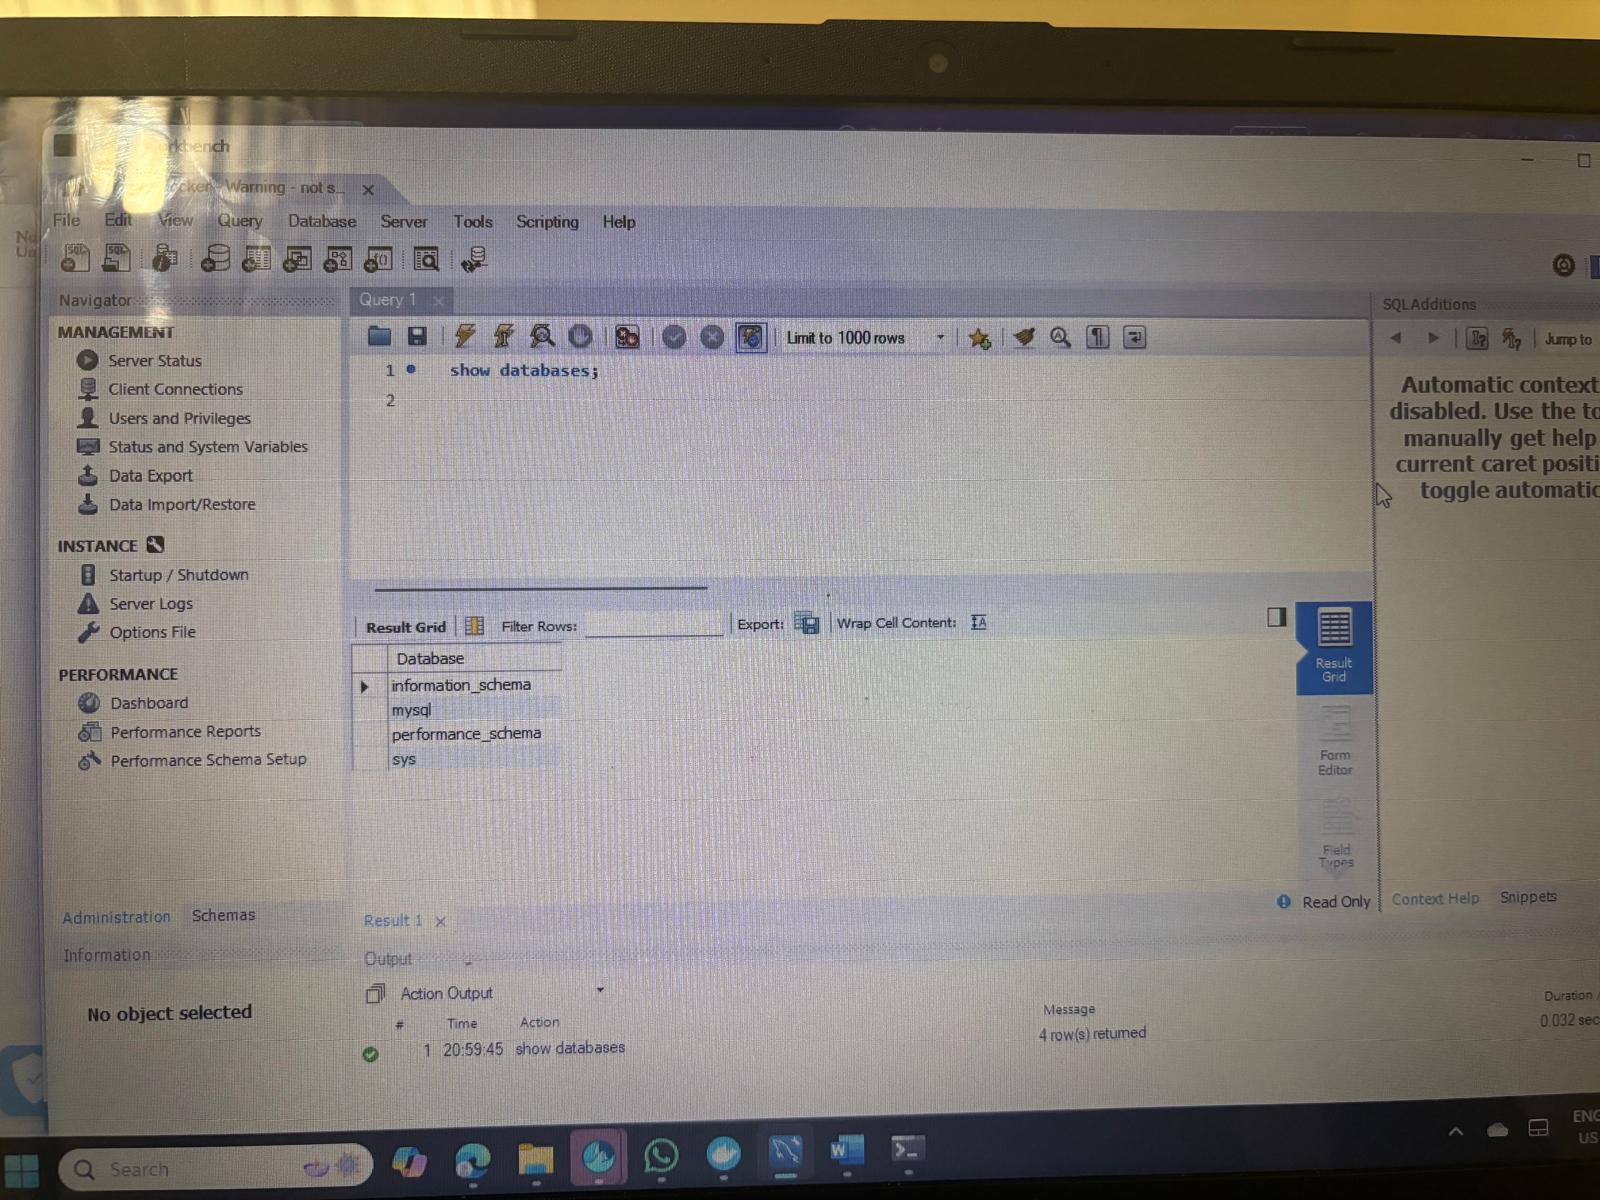 cker - Warning - not s...
File Edit View Query Database Server Tools Scripting Help
Navigator
MANAGEMENT
Server Status
Client Connections
Users and Privileges
Status and System Variables
Data Export
Data Import/Restore
INSTANCE
Startup / Shutdown
Server Logs
Options File
PERFORMANCE
Dashboard
Performance Reports
Performance Schema Setup
Administration Schemas
Information
No object selected
Query 1
Limit to 1000 rows
1 show databases;
2
Result Grid Filter Rows: Export: Wrap Cell Content:
Database
information_schema
mysql
performance_schema
sys
Result Grid
Form Editor
Field Types
Result 1
Read Only
Output
Action Output
# Time Action Message Duration /
1 20:59:45 show databases 4 row(s) returned 0.032 sec
SQLAdditions
Jump to
Automatic context
disabled. Use the to
manually get help
current caret positi
toggle automatic
Context Help Snippets
Search
ENG
US